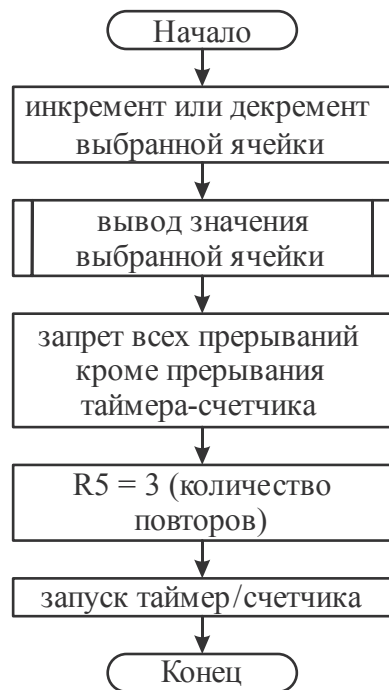 Начало
инкремент или декремент
выбранной ячейки
вывод значения
выбранной ячейки
запрет всех прерываний
кроме прерывания
таймера-счетчика
R5 = 3 (количество
повторов)
запуск таймер/счетчика
Конец